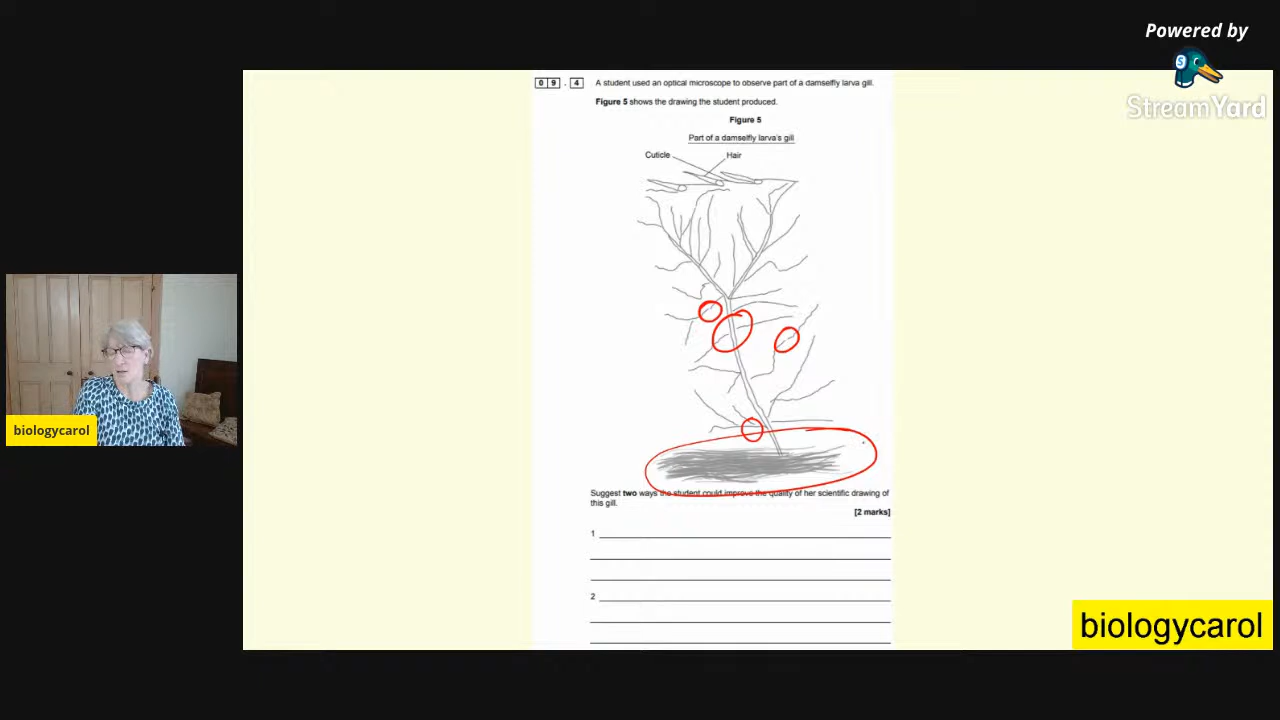 Powered by
StreamYard
09.4 A student used an optical microscope to observe part of a damselfly larva gill.
Figure 5 shows the drawing the student produced.
Figure 5
Part of a damselfly larva's gill
Cuticle
Hair
Suggest two ways the student could improve the quality of her scientific drawing of
this gill.
[2 marks]
1
2
biologycarol
biologycarol